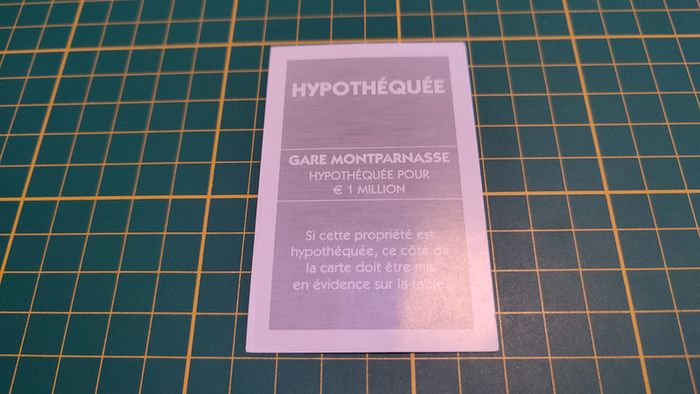 HYPOTHÉQUÉE
GARE MONTPARNASSE
HYPOTHÉQUÉE POUR
€ 1 MILLION
Si cette propriété est
hypothéquée, ce côté de
la carte doit être mis
en évidence sur la table.